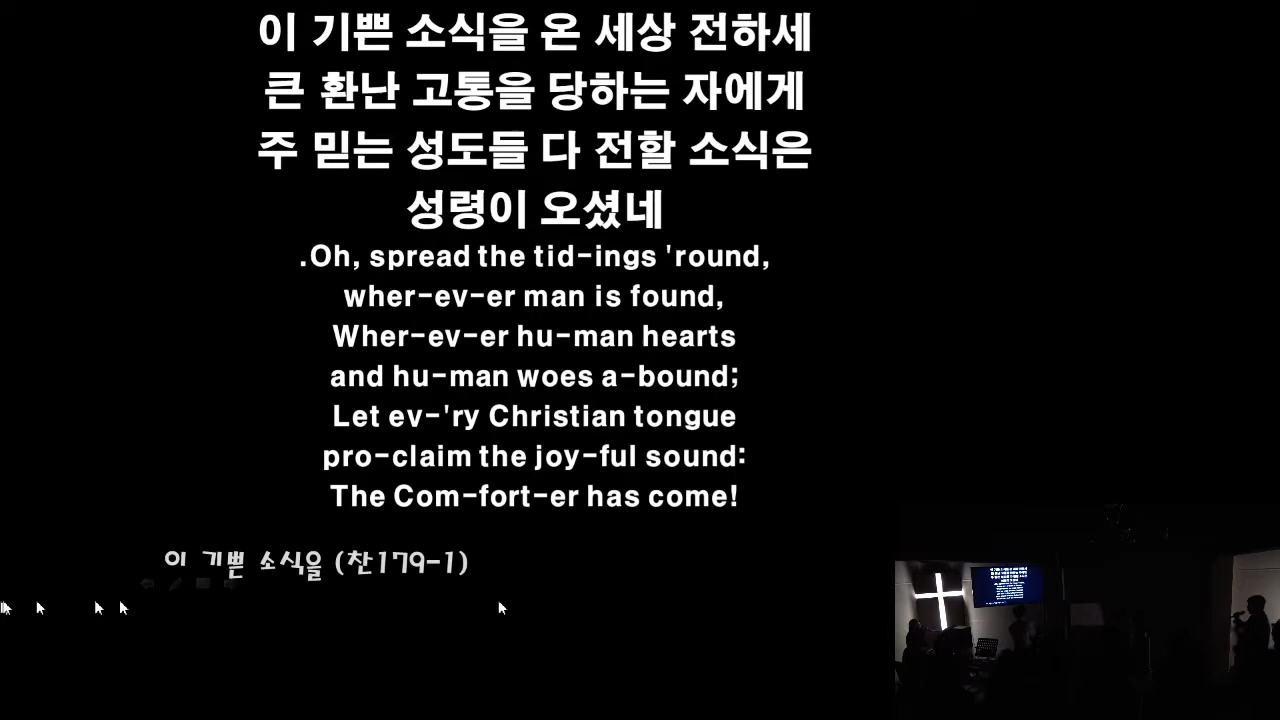 이 기쁜 소식을 온 세상 전하세
큰 환난 고통을 당하는 자에게
주 믿는 성도들 다 전할 소식은
성령이 오셨네
.Oh, spread the tid-ings 'round,
wher-ev-er man is found,
Wher-ev-er hu-man hearts
and hu-man woes a-bound;
Let ev-'ry Christian tongue
pro-claim the joy-ful sound:
The Com-fort-er has come!
이 기쁜 소식을 (찬179-1)